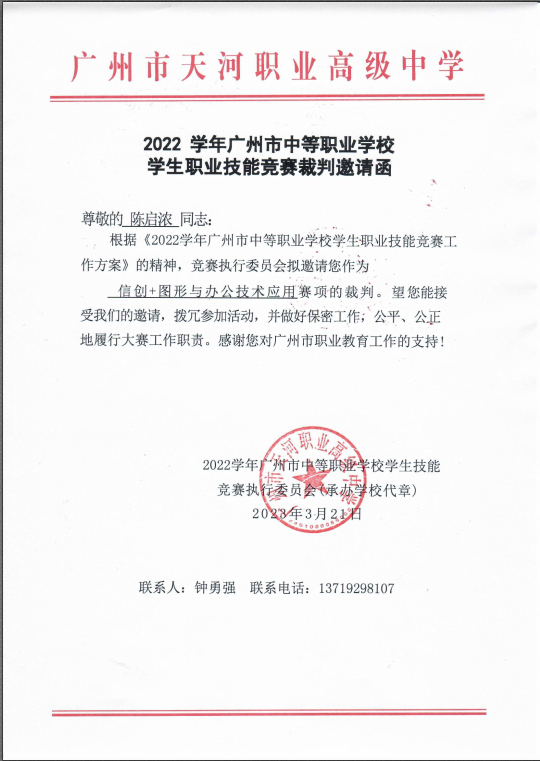 广州市天河职业高级中学
2022 学年广州市中等职业学校
学生职业技能竞赛裁判邀请函
尊敬的 陈启浓 同志：
根据《2022学年广州市中等职业学校学生职业技能竞赛工
作方案》的精神，竞赛执行委员会拟邀请您作为
信创+图形与办公技术应用赛项的裁判。望您能接
受我们的邀请，拨冗参加活动，并做好保密工作；公平、公正
地履行大赛工作职责。感谢您对广州市职业教育工作的支持！
广州市天河职业高级中学
2022学年广州市中等职业学校学生技能
竞赛执行委员会（承办学校代章）
2023年3月21日
联系人：钟勇强 联系电话：13719298107